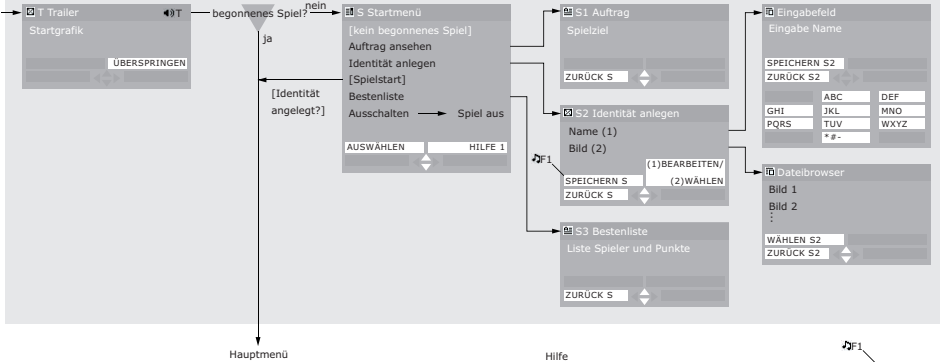 T Trailer
T
Startgrafik
ÜBERSPRINGEN
begonnenes Spiel?
nein
ja
S Startmenü
[kein begonnenes Spiel]
Auftrag ansehen
Identität anlegen
[Spielstart]
Bestenliste
Ausschalten
Spiel aus
AUSWÄHLEN
HILFE 1
[Identität
angelegt?]
S1 Auftrag
Spielziel
ZURÜCK S
S2 Identität anlegen
Name (1)
Bild (2)
F1
(1)BEARBEITEN/
SPEICHERN S
(2)WÄHLEN
ZURÜCK S
S3 Bestenliste
Liste Spieler und Punkte
ZURÜCK S
Eingabefeld
Eingabe Name
SPEICHERN S2
ZURÜCK S2
ABC DEF
GHI JKL MNO
PQRS TUV WXYZ
*#-
Dateibrowser
Bild 1
Bild 2
⋮
WÄHLEN S2
ZURÜCK S2
Hauptmenü
Hilfe
F1